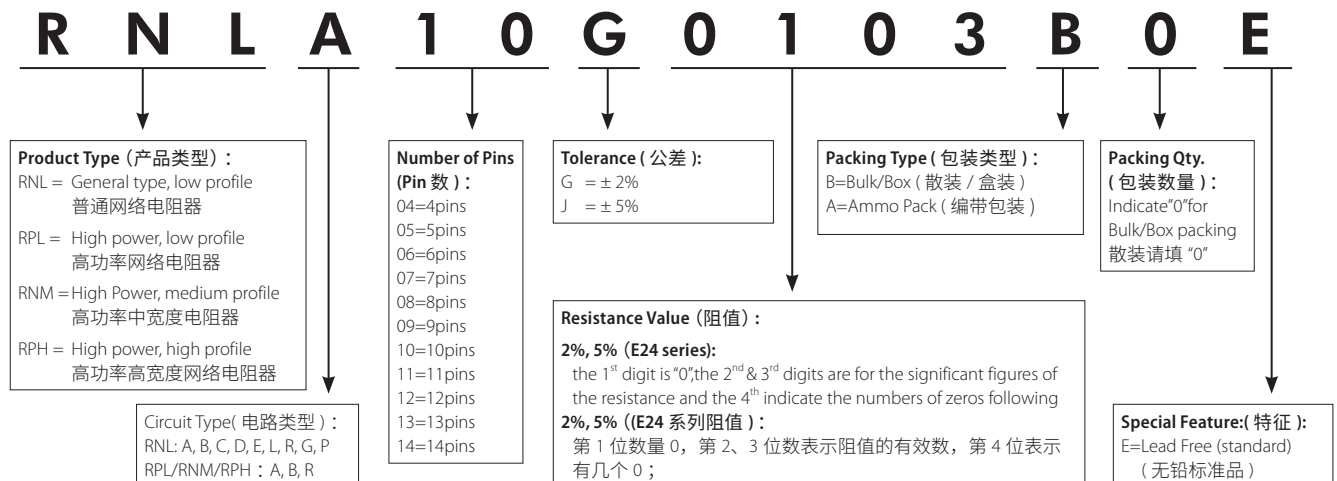 R N L A 1 0 G 0 1 0 3 B 0 E
Product Type（产品类型）：
RNL = General type, low profile
普通网络电阻器
RPL = High power, low profile
高功率网络电阻器
RNM = High Power, medium profile
高功率中宽度电阻器
RPH = High power, high profile
高功率高宽度网络电阻器
Circuit Type( 电路类型 )：
RNL: A, B, C, D, E, L, R, G, P
RPL/RNM/RPH：A, B, R
Number of Pins
(Pin 数 )：
04=4pins
05=5pins
06=6pins
07=7pins
08=8pins
09=9pins
10=10pins
11=11pins
12=12pins
13=13pins
14=14pins
Tolerance ( 公差 ):
G = ± 2%
J = ± 5%
Resistance Value（阻值）:
2%, 5%（E24 series):
the 1st digit is “0”,the 2nd & 3rd digits are for the significant figures of
the resistance and the 4th indicate the numbers of zeros following
2%, 5%（(E24 系列阻值 )：
第 1 位数量 0，第 2、3 位数表示阻值的有效数，第 4 位表示
有几个 0；
Packing Type ( 包装类型 )：
B=Bulk/Box ( 散装 / 盒装 )
A=Ammo Pack ( 编带包装 )
Packing Qty.
( 包装数量 )：
Indicate”0”for
Bulk/Box packing
散装请填 “0”
Special Feature:( 特征 ):
E=Lead Free (standard)
( 无铅标准品 )